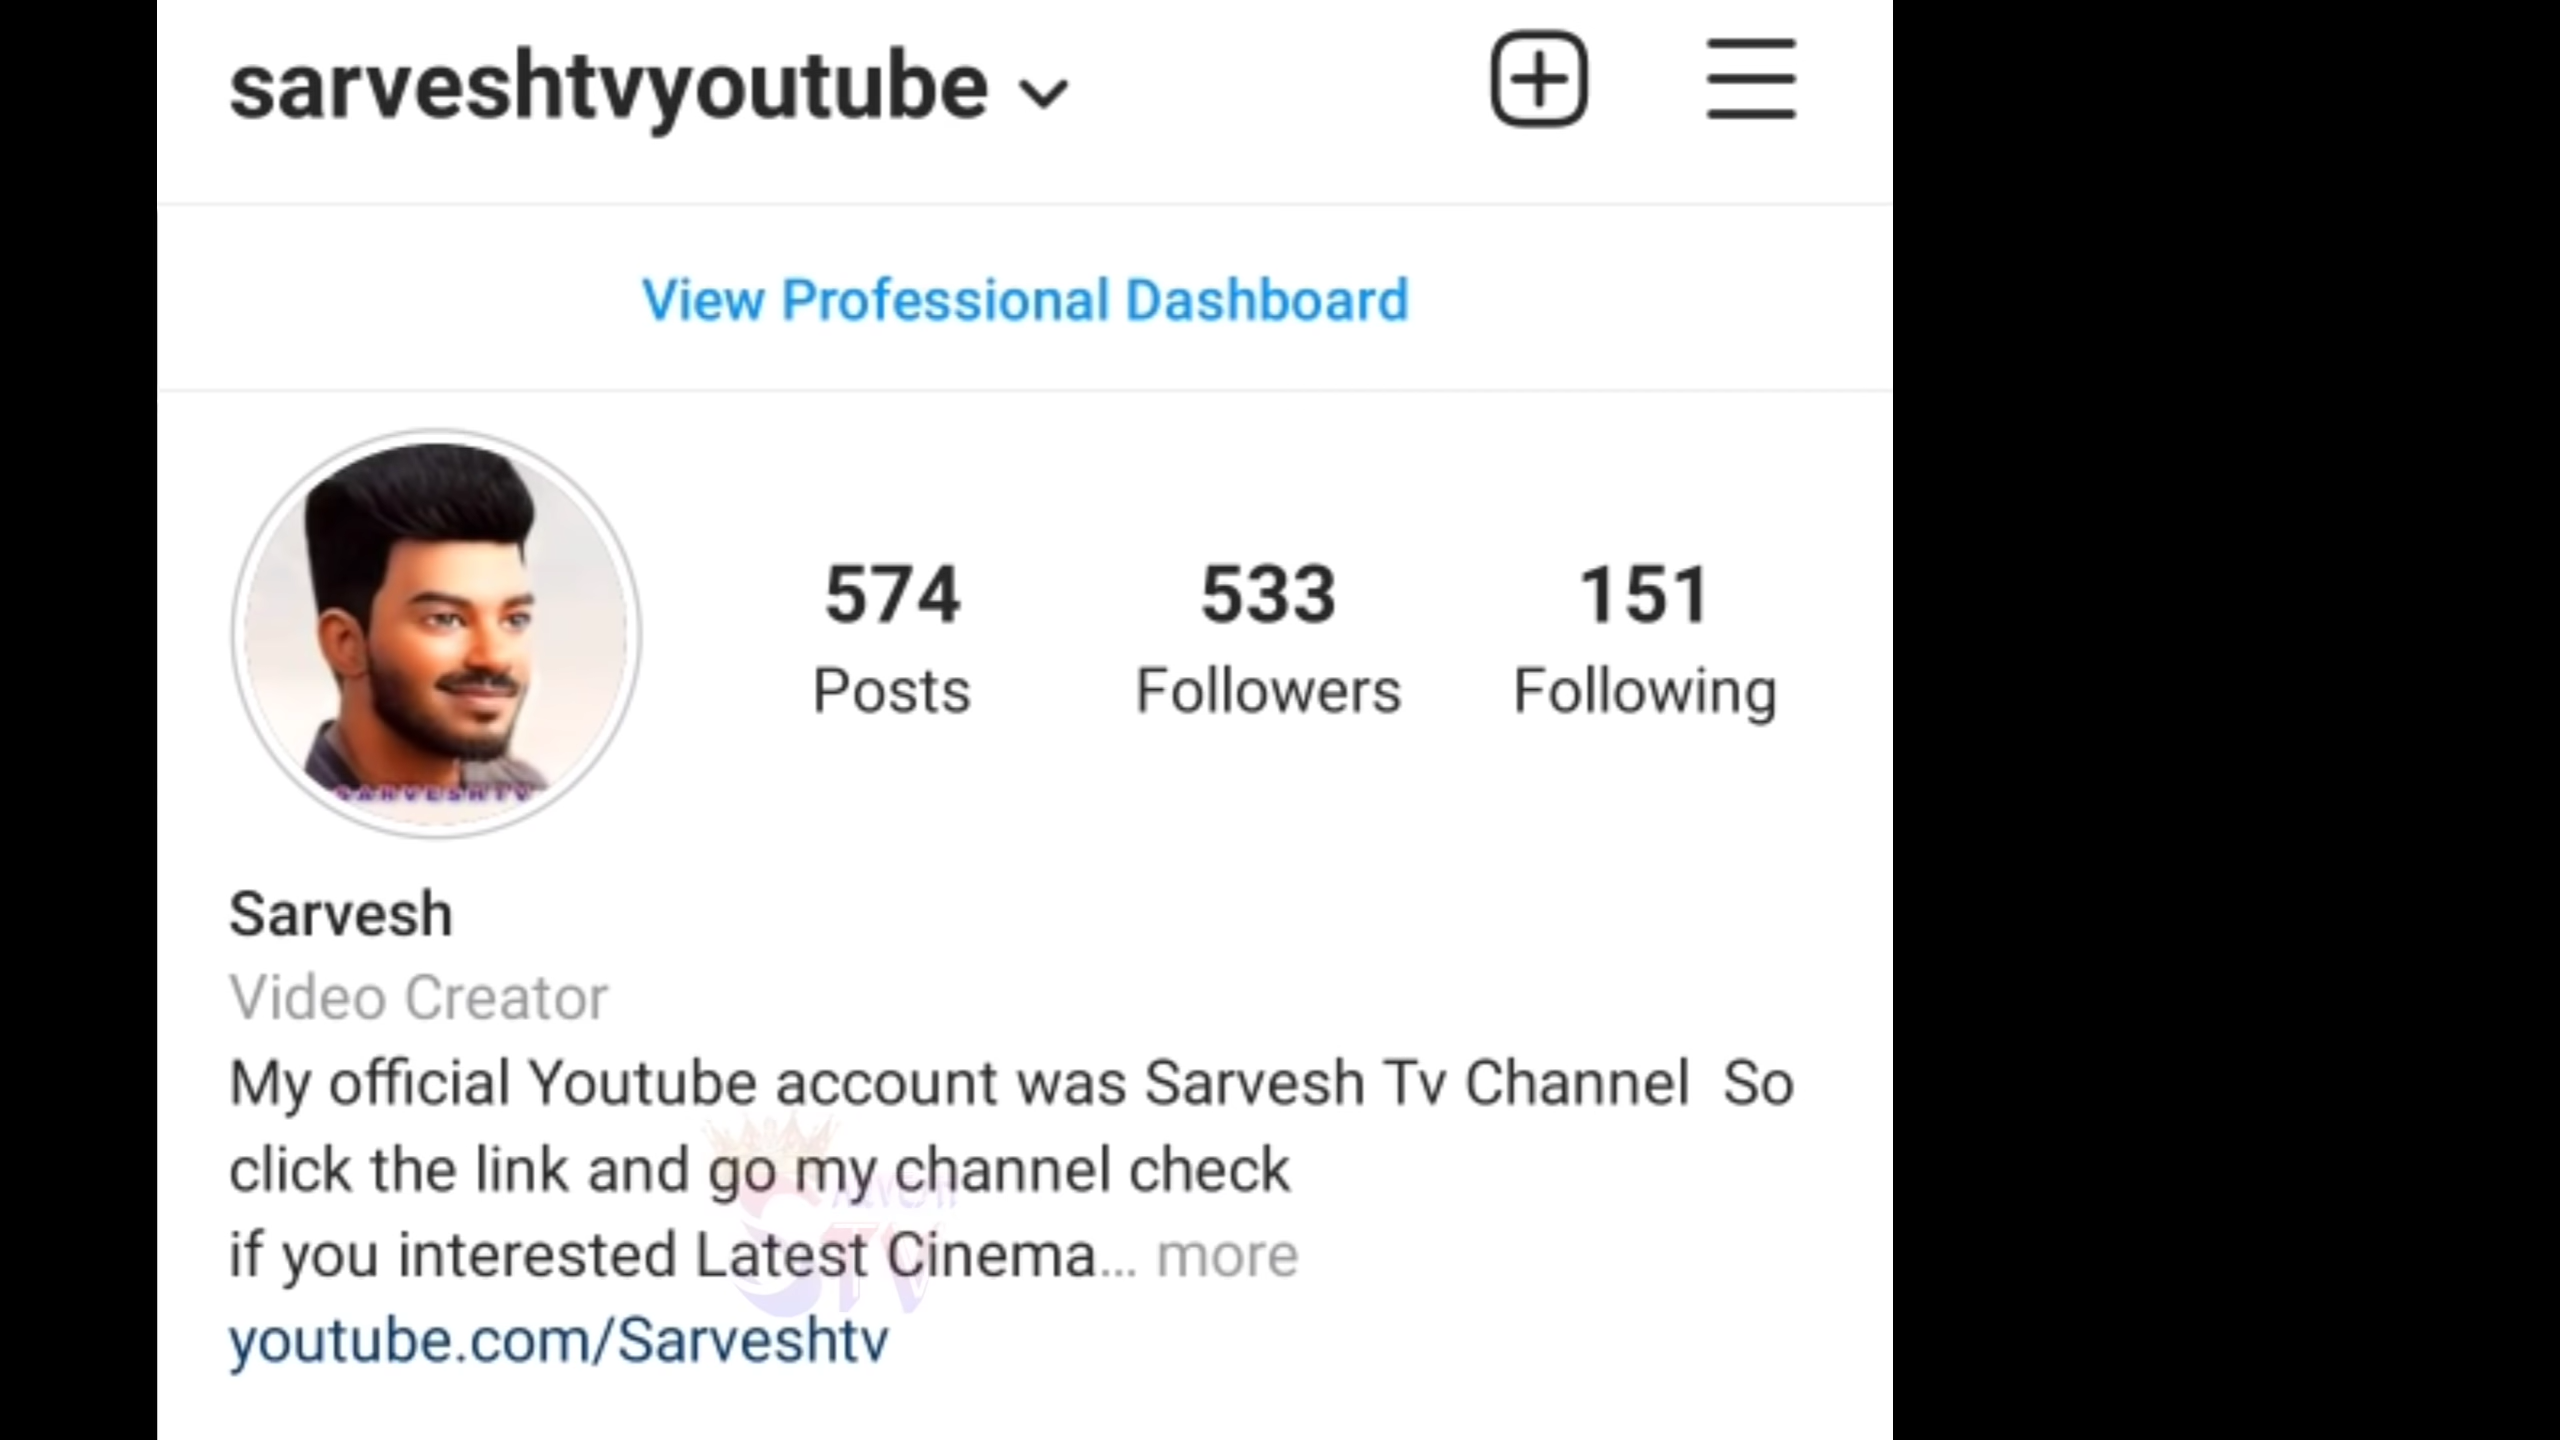 sarveshtvyoutube
View Professional Dashboard
574 533 151
Posts Followers Following
SARVESHTV
Sarvesh
Video Creator
My official Youtube account was Sarvesh Tv Channel So
click the link and go my channel check
if you interested Latest Cinema... more
youtube.com/Sarveshtv
STV